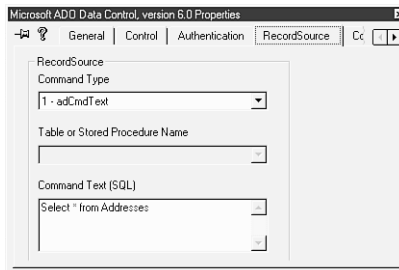 Microsoft ADO Data Control, version 6.0 Properties
General Control Authentication RecordSource
RecordSource
Command Type
1 - adCmdText
Table or Stored Procedure Name
Command Text (SQL)
Select * from Addresses